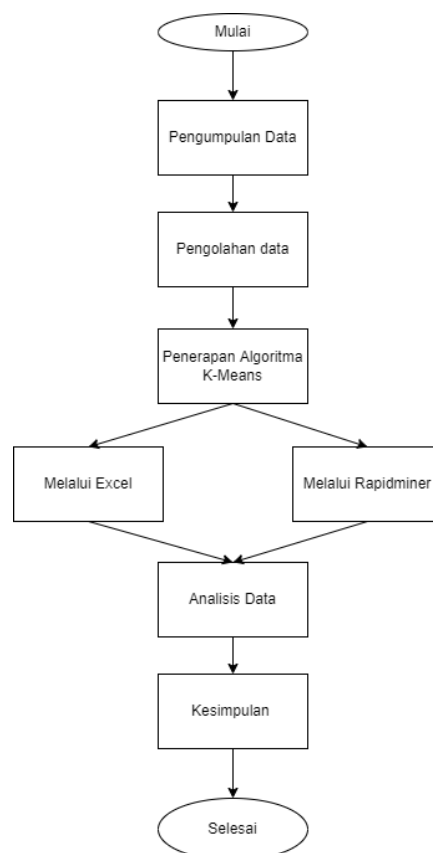 Mulai
Pengumpulan Data
Pengolahan data
Penerapan Algoritma
K-Means
Melalui Excel
Melalui Rapidminer
Analisis Data
Kesimpulan
Selesai